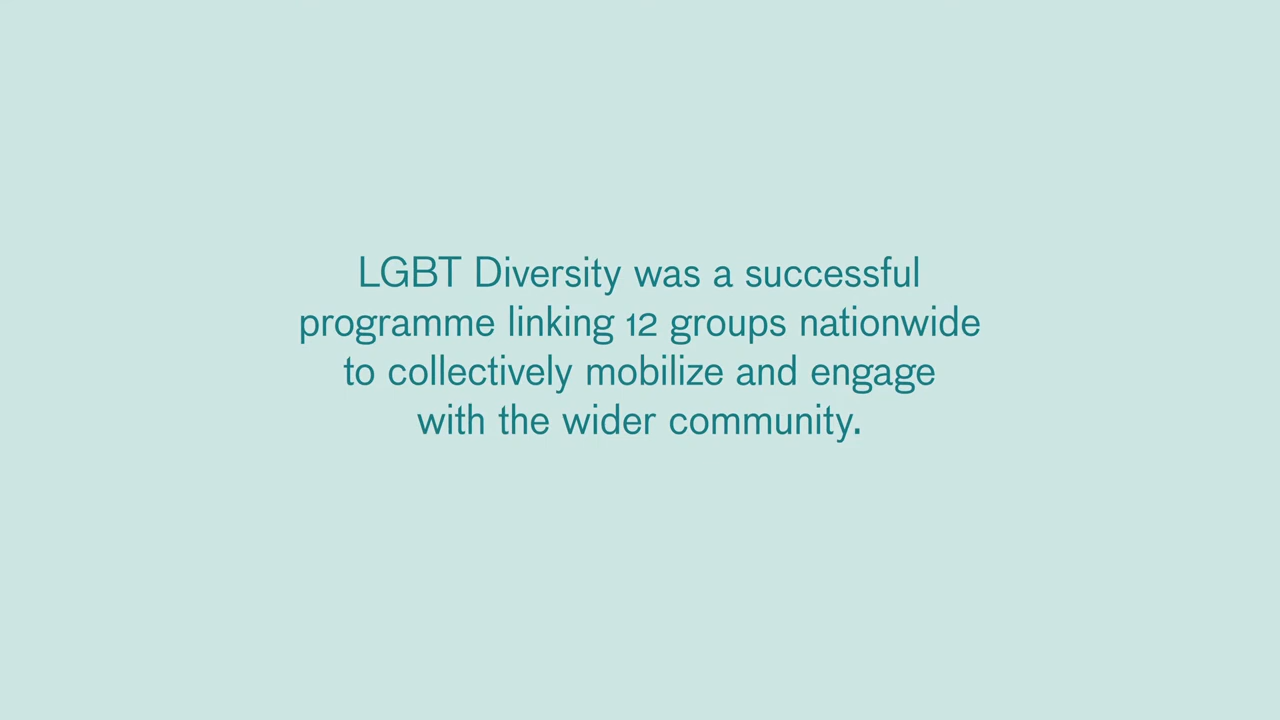 LGBT Diversity was a successful
programme linking 12 groups nationwide
to collectively mobilize and engage
with the wider community.